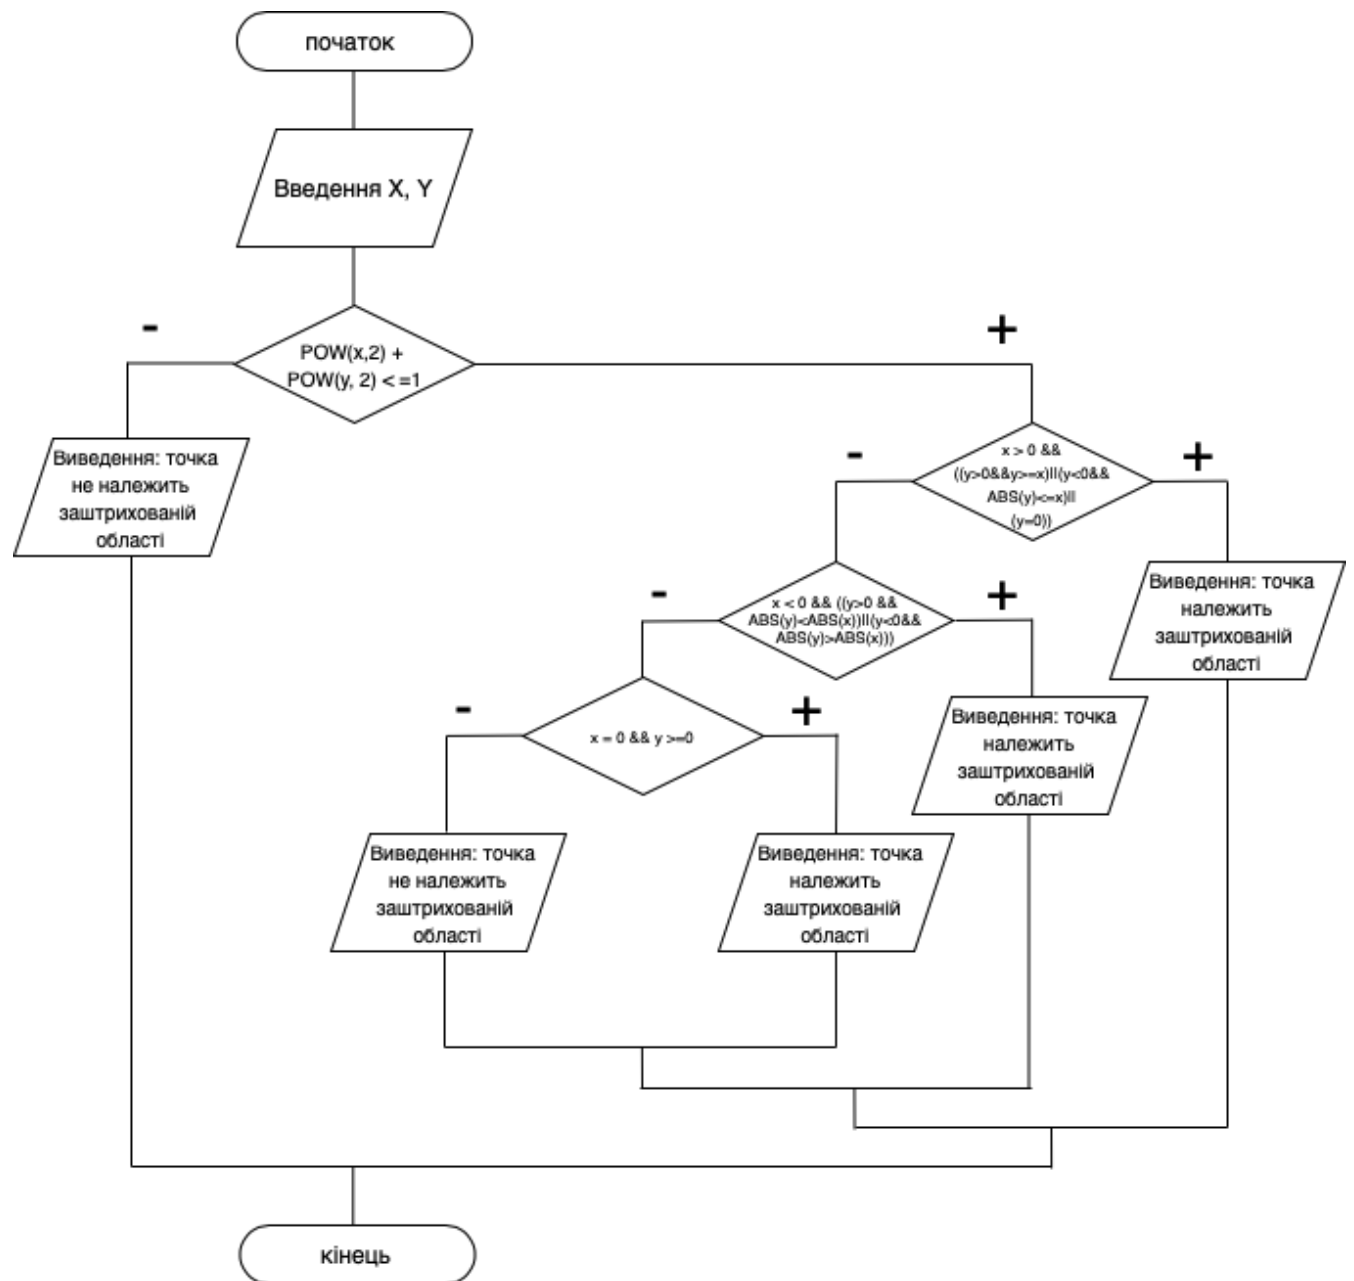 початок
Введення X, Y
-
+
POW(x,2) +
POW(y, 2) < =1
Виведення: точка
не належить
заштрихованій
області
-
+
x > 0 &&
((y>0&&y>=x)||(y<0&&
ABS(y)<=x)||
(y=0))
Виведення: точка
належить
заштрихованій
області
-
+
x < 0 && ((y>0 &&
ABS(y)<ABS(x))||(y<0&&
ABS(y)>ABS(x)))
Виведення: точка
належить
заштрихованій
області
-
+
x = 0 && y >=0
Виведення: точка
не належить
заштрихованій
області
Виведення: точка
належить
заштрихованій
області
кінець